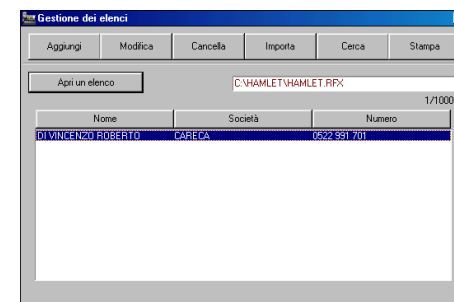 Gestione dei elenci
Aggiungi Modifica Cancella Importa Cerca Stampa
Apri un elenco C:\HAMLET\HAMLET.RFX
1/1000
Nome Società Numero
DI VINCENZO ROBERTO CARECA 0522 991 701